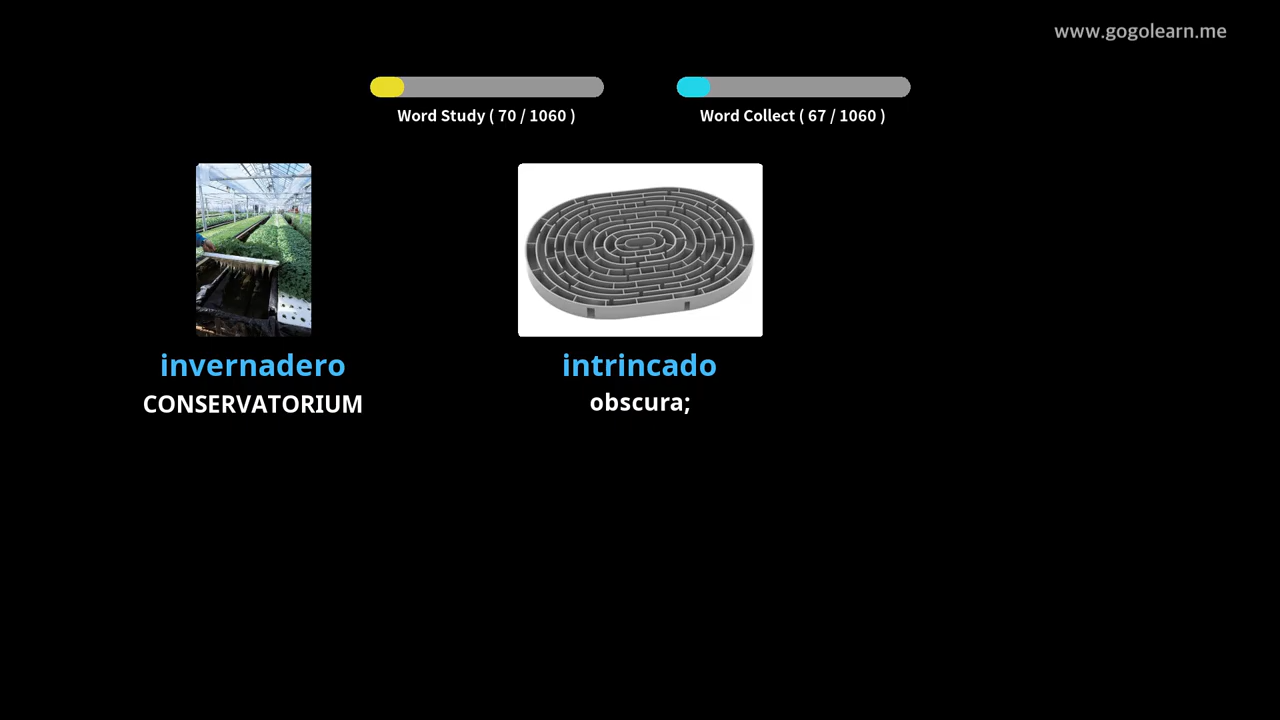 www.gogolearn.me
Word Study ( 70 / 1060 )
Word Collect ( 67 / 1060 )
invernadero
CONSERVATORIUM
intrincado
obscura;